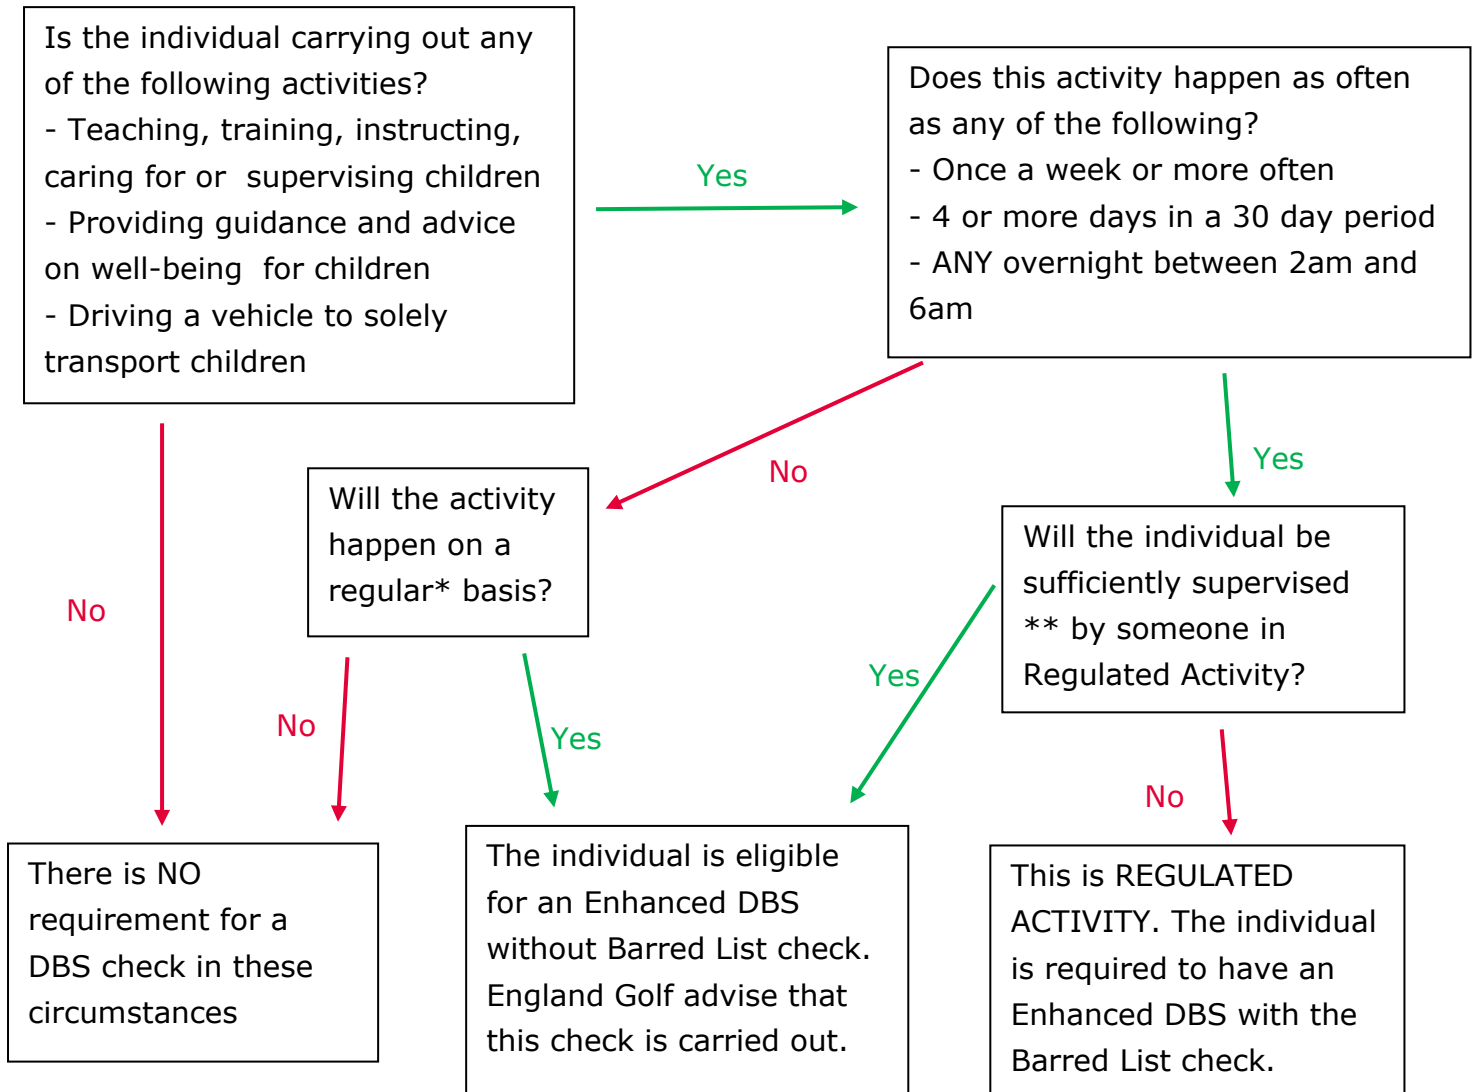 Is the individual carrying out any
of the following activities?
- Teaching, training, instructing,
caring for or  supervising children
- Providing guidance and advice
on well-being  for children
- Driving a vehicle to solely
transport children
Yes
Does this activity happen as often
as any of the following?
- Once a week or more often
- 4 or more days in a 30 day period
- ANY overnight between 2am and
6am
No
Yes
Will the activity
happen on a
regular* basis?
Will the individual be
sufficiently supervised
** by someone in
Regulated Activity?
No
No
Yes
Yes
No
There is NO
requirement for a
DBS check in these
circumstances
The individual is eligible
for an Enhanced DBS
without Barred List check.
England Golf advise that
this check is carried out.
This is REGULATED
ACTIVITY. The individual
is required to have an
Enhanced DBS with the
Barred List check.